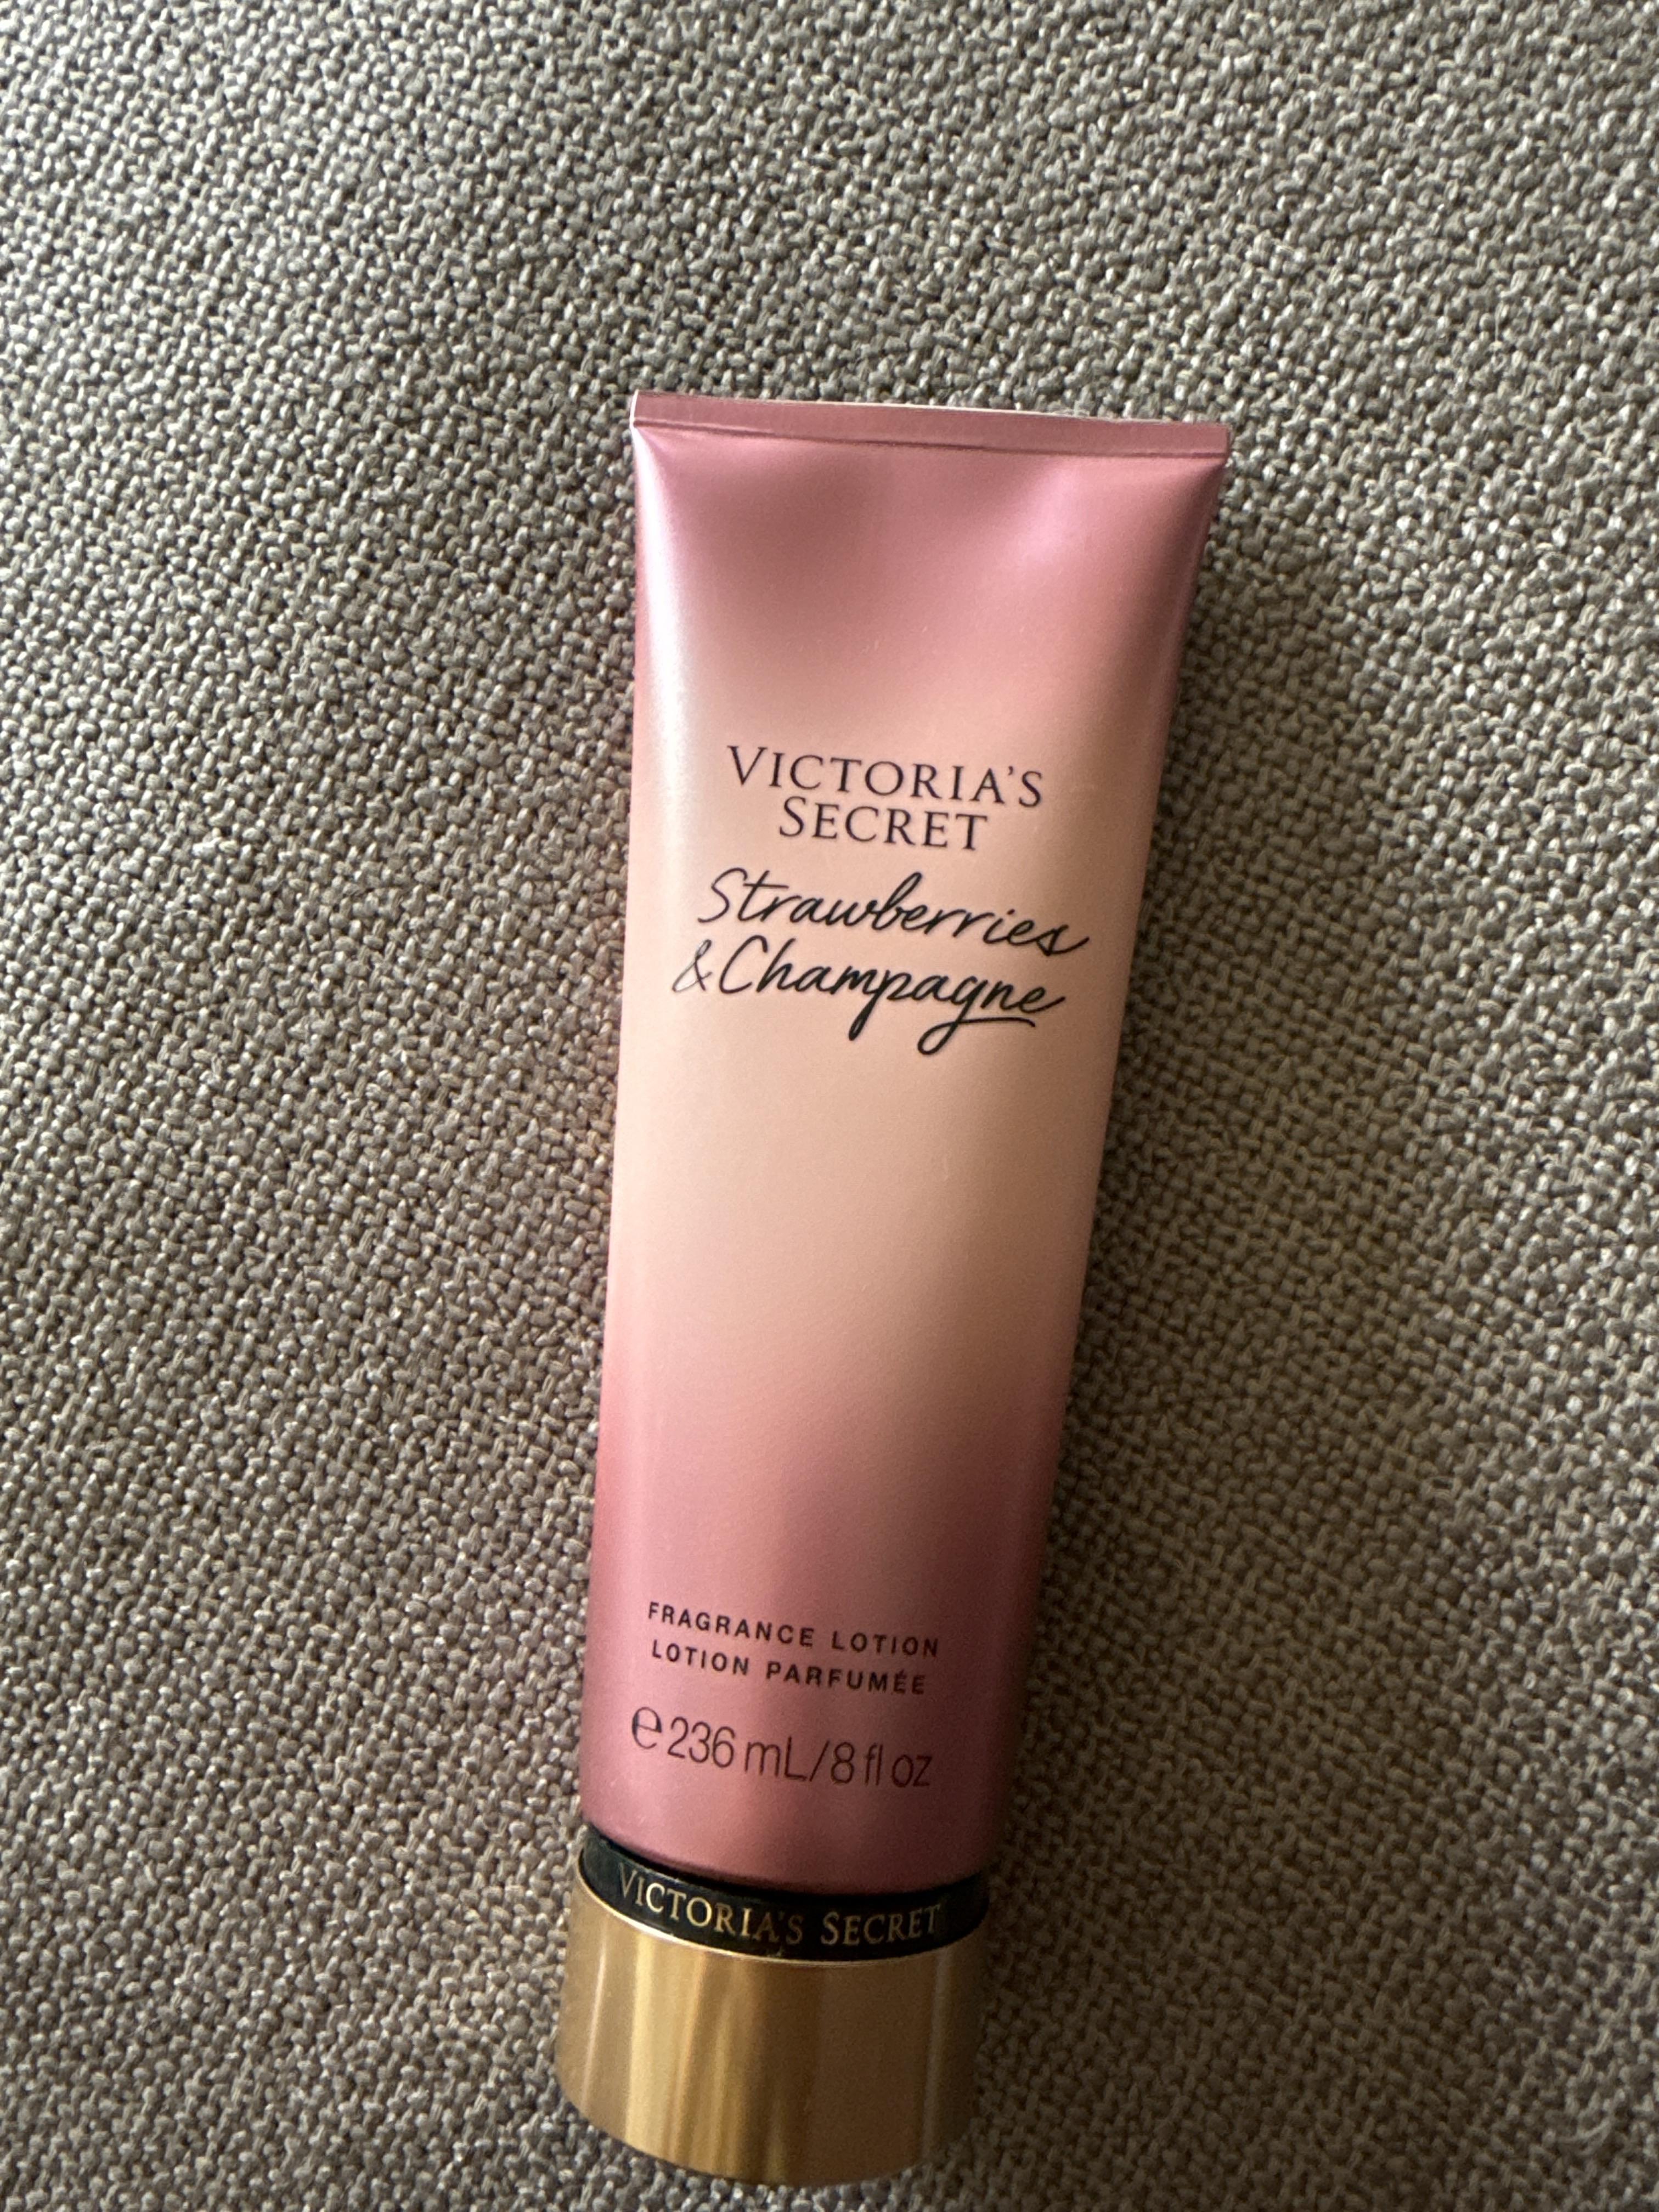 VICTORIA'S
SECRET
Strawberries
& Champagne
FRAGRANCE LOTION
LOTION PARFUMÉE
℮ 236 mL/8 fl oz
VICTORIA'S SECRET